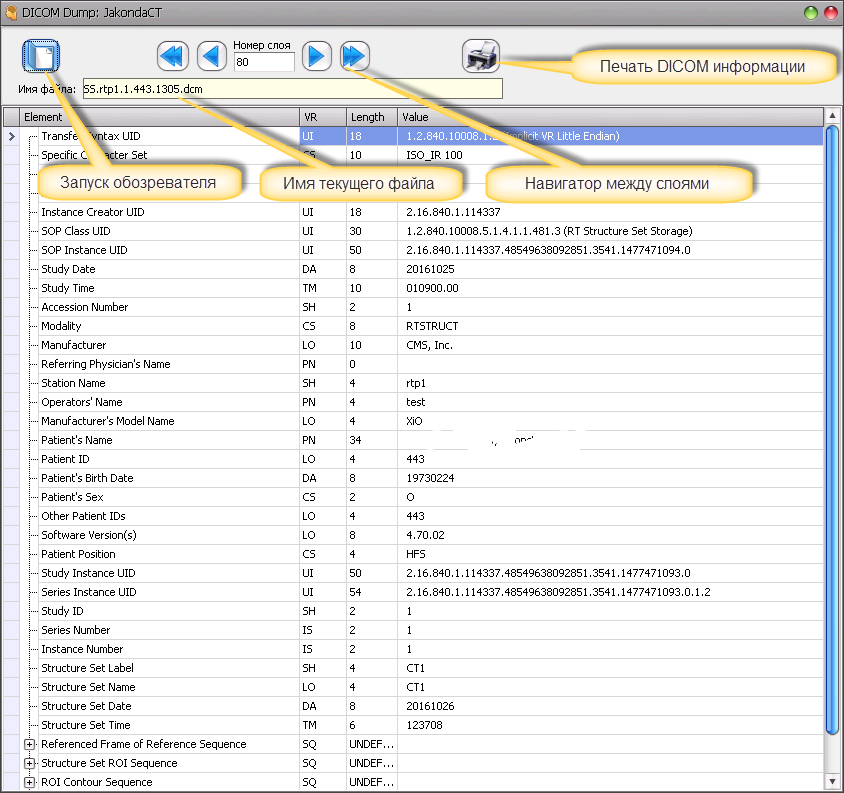 DICOM Dump: JakondaCT
Номер слоя
80
Печать DICOM информации
Имя файла: SS.rtp1.1.443.1305.dcm
Element VR Length Value
Transfer Syntax UID UI 18 1.2.840.10008.1.2 (Implicit VR Little Endian)
Specific Character Set CS 10 ISO_IR 100
Запуск обозревателя Имя текущего файла Навигатор между слоями
Instance Creator UID UI 18 2.16.840.1.114337
SOP Class UID UI 30 1.2.840.10008.5.1.4.1.1.481.3 (RT Structure Set Storage)
SOP Instance UID UI 50 2.16.840.1.114337.48549638092851.3541.1477471094.0
Study Date DA 8 20161025
Study Time TM 10 010900.00
Accession Number SH 2 1
Modality CS 8 RTSTRUCT
Manufacturer LO 10 CMS, Inc.
Referring Physician's Name PN 0
Station Name SH 4 rtp1
Operators' Name PN 4 test
Manufacturer's Model Name LO 4 XiO
Patient's Name PN 34
Patient ID LO 4 443
Patient's Birth Date DA 8 19730224
Patient's Sex CS 2 O
Other Patient IDs LO 4 443
Software Version(s) LO 8 4.70.02
Patient Position CS 4 HFS
Study Instance UID UI 50 2.16.840.1.114337.48549638092851.3541.1477471093.0
Series Instance UID UI 54 2.16.840.1.114337.48549638092851.3541.1477471093.0.1.2
Study ID SH 2 1
Series Number IS 2 1
Instance Number IS 2 1
Structure Set Label SH 4 CT1
Structure Set Name LO 4 CT1
Structure Set Date DA 8 20161026
Structure Set Time TM 6 123708
Referenced Frame of Reference Sequence SQ UNDEF...
Structure Set ROI Sequence SQ UNDEF...
ROI Contour Sequence SQ UNDEF...